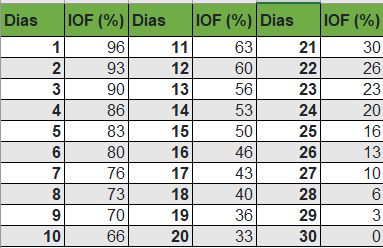 Dias IOF (%) Dias IOF (%) Dias IOF (%)
1 96 11 63 21 30
2 93 12 60 22 26
3 90 13 56 23 23
4 86 14 53 24 20
5 83 15 50 25 16
6 80 16 46 26 13
7 76 17 43 27 10
8 73 18 40 28 6
9 70 19 36 29 3
10 66 20 33 30 0